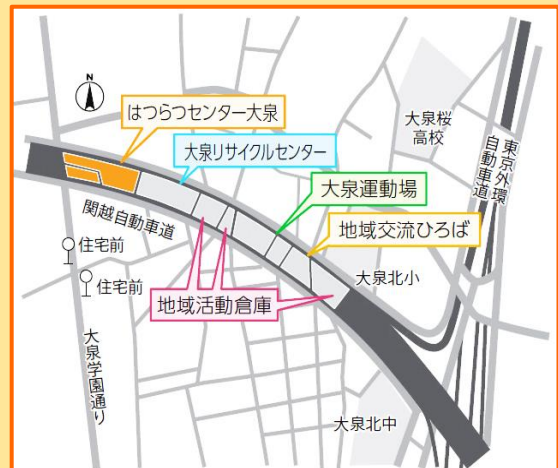 N
はつらつセンター大泉
大泉リサイクルセンター
大泉桜
高校
東京外環
自動車道
大泉運動場
地域交流ひろば
関越自動車道
住宅前
住宅前
地域活動倉庫
大泉北小
大泉学園通り
大泉北中